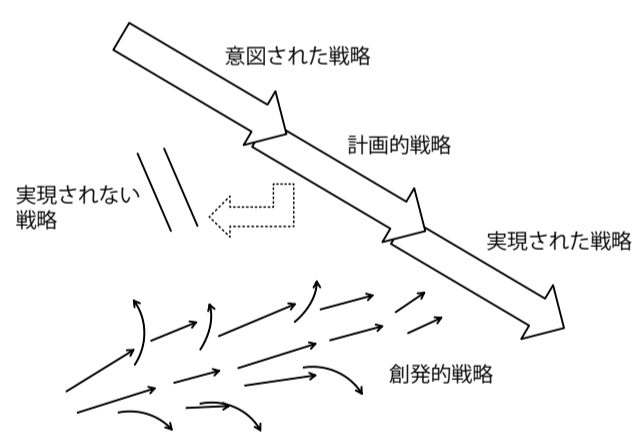 意図された戦略
計画的戦略
実現されない
戦略
実現された戦略
創発的戦略